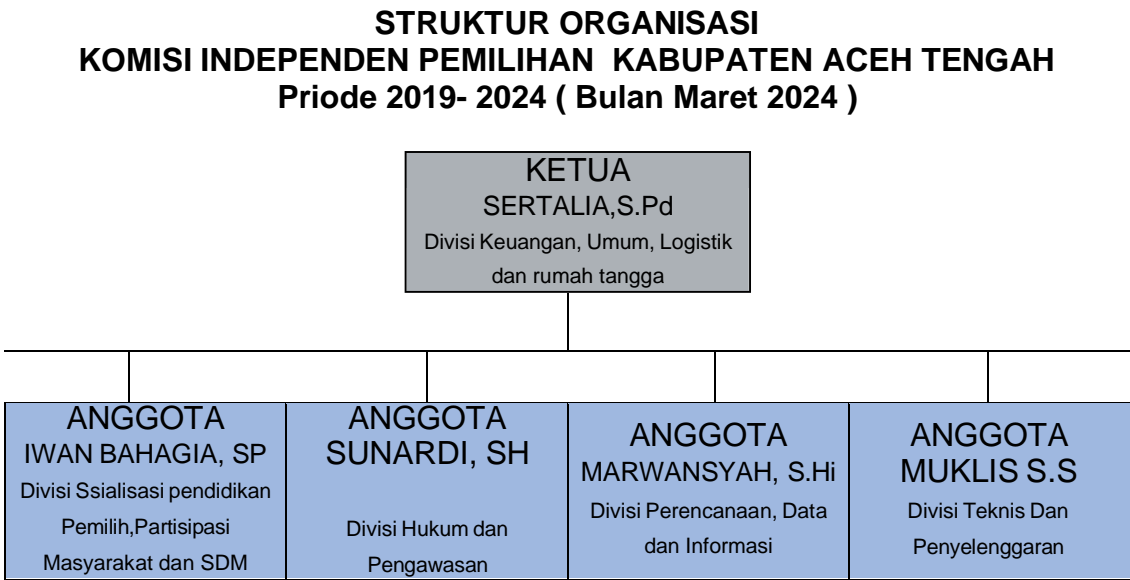 STRUKTUR ORGANISASI
KOMISI INDEPENDEN PEMILIHAN KABUPATEN ACEH TENGAH
Priode 2019- 2024 ( Bulan Maret 2024 )
KETUA
SERTALIA,S.Pd
Divisi Keuangan, Umum, Logistik
dan rumah tangga
ANGGOTA
IWAN BAHAGIA, SP
Divisi Ssialisasi pendidikan
Pemilih,Partisipasi
Masyarakat dan SDM
ANGGOTA
SUNARDI, SH
Divisi Hukum dan
Pengawasan
ANGGOTA
MARWANSYAH, S.Hi
Divisi Perencanaan, Data
dan Informasi
ANGGOTA
MUKLIS S.S
Divisi Teknis Dan
Penyelenggaran